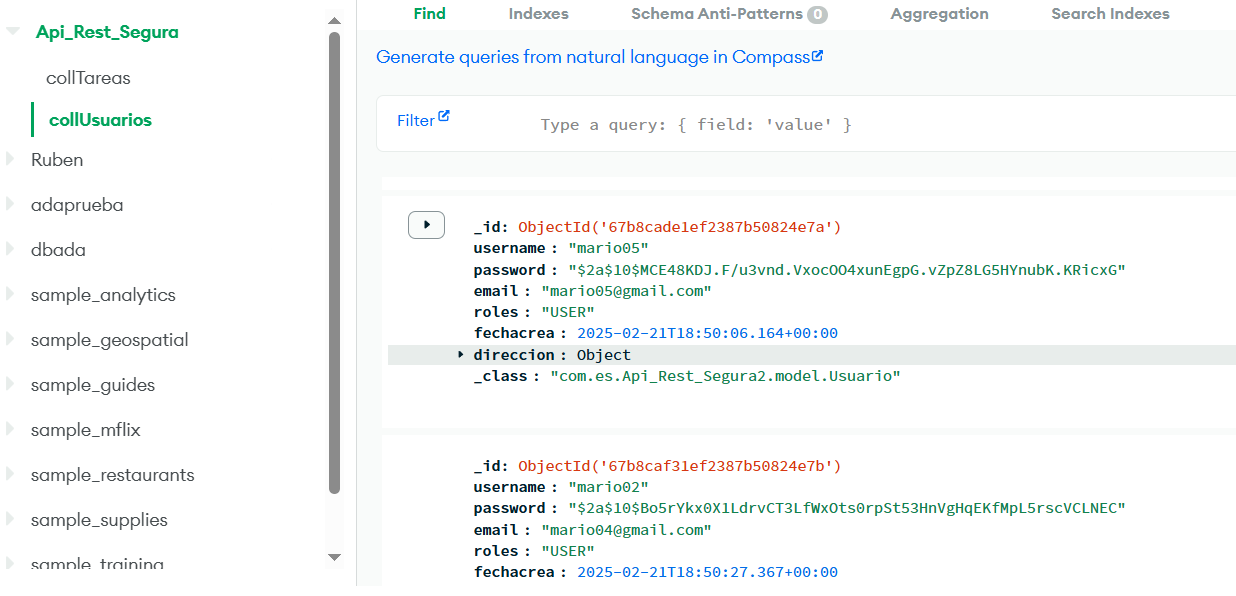 Api_Rest_Segura
collTareas
collUsuarios
Ruben
adaprueba
dbada
sample_analytics
sample_geospatial
sample_guides
sample_mflix
sample_restaurants
sample_supplies
sample_training
Find Indexes Schema Anti-Patterns 0 Aggregation Search Indexes
Generate queries from natural language in Compass
Filter Type a query: { field: 'value' }
_id: ObjectId('67b8cade1ef2387b50824e7a')
username : "mario05"
password : "$2a$10$MCE48KDJ.F/u3vnd.VxocOO4xunEgpG.vZpZ8LG5HYnubK.KRicxG"
email : "mario05@gmail.com"
roles : "USER"
fechacrea : 2025-02-21T18:50:06.164+00:00
direccion : Object
_class : "com.es.Api_Rest_Segura2.model.Usuario"
_id: ObjectId('67b8caf31ef2387b50824e7b')
username : "mario02"
password : "$2a$10$Bo5rYkx0X1LdrvCT3LfWxOts0rpSt53HnVgHqEKfMpL5rscVCLNEC"
email : "mario04@gmail.com"
roles : "USER"
fechacrea : 2025-02-21T18:50:27.367+00:00